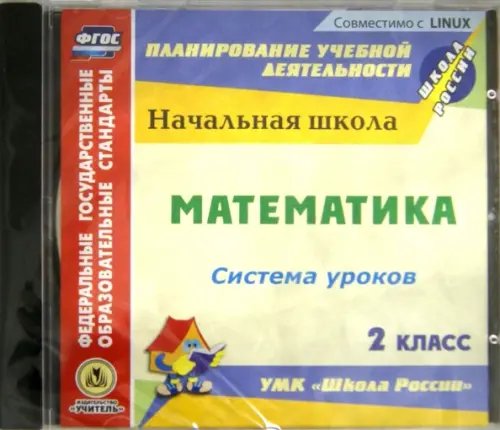 Совместимо с LINUX
ФГОС
ФЕДЕРАЛЬНЫЕ ГОСУДАРСТВЕННЫЕ
ОБРАЗОВАТЕЛЬНЫЕ СТАНДАРТЫ
ПЛАНИРОВАНИЕ УЧЕБНОЙ
ДЕЯТЕЛЬНОСТИ
ШКОЛА
РОССИИ
Начальная школа
МАТЕМАТИКА
Система уроков
2 КЛАСС
УМК «Школа России»
ИЗДАТЕЛЬСТВО
«УЧИТЕЛЬ»